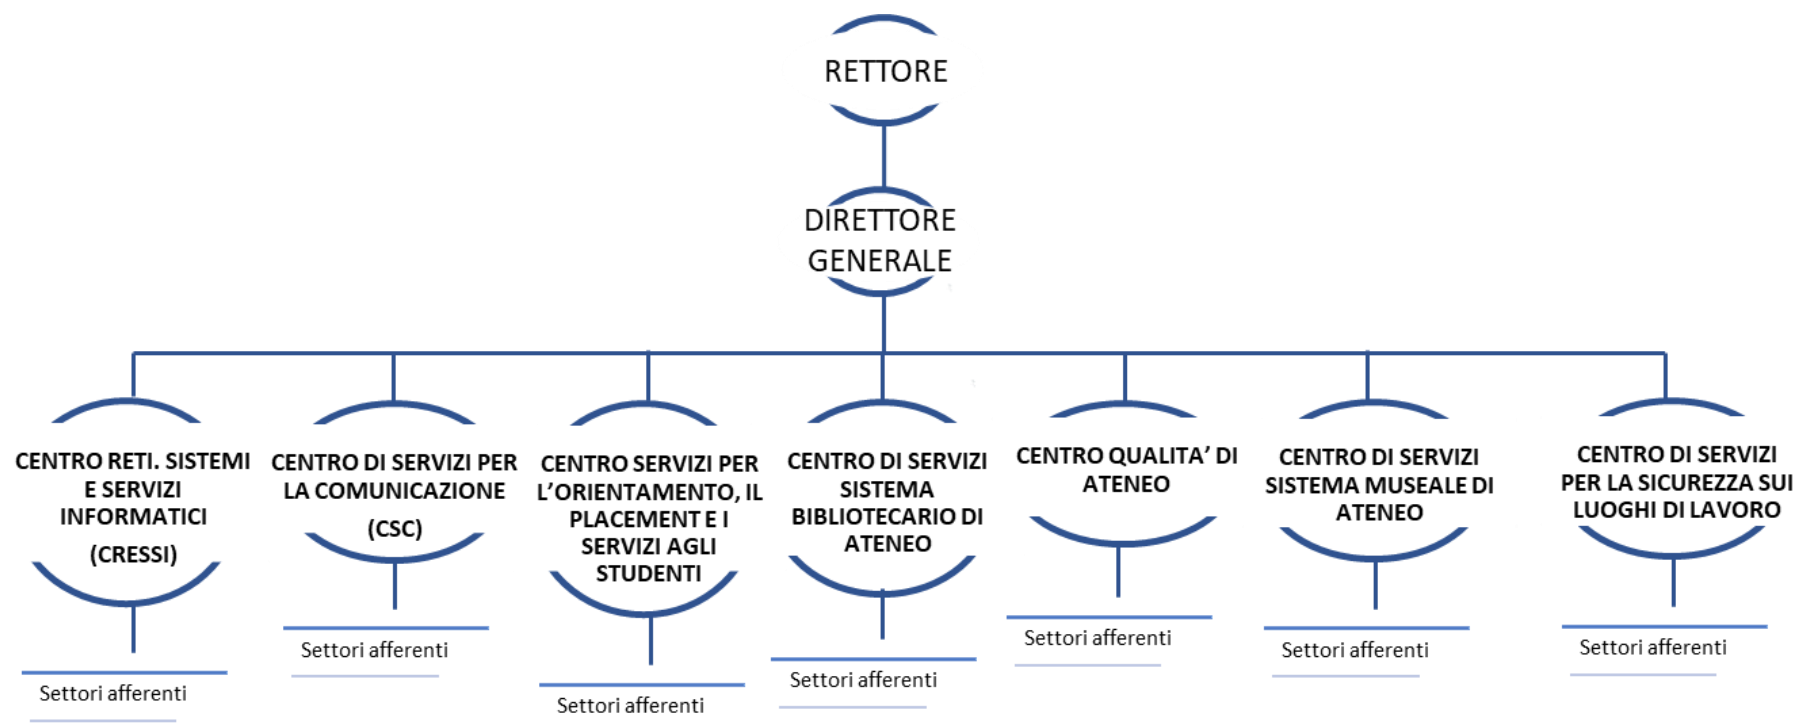 RETTORE
DIRETTORE
GENERALE
CENTRO RETI. SISTEMI
E SERVIZI
INFORMATICI
(CRESSI)
Settori afferenti
CENTRO DI SERVIZI PER
LA COMUNICAZIONE
(CSC)
Settori afferenti
CENTRO SERVIZI PER
L'ORIENTAMENTO, IL
PLACEMENT E I
SERVIZI AGLI
STUDENTI
Settori afferenti
CENTRO DI SERVIZI
SISTEMA
BIBLIOTECARIO DI
ATENEO
Settori afferenti
CENTRO QUALITA’ DI
ATENEO
Settori afferenti
CENTRO DI SERVIZI
SISTEMA MUSEALE DI
ATENEO
Settori afferenti
CENTRO DI SERVIZI
PER LA SICUREZZA SUI
LUOGHI DI LAVORO
Settori afferenti